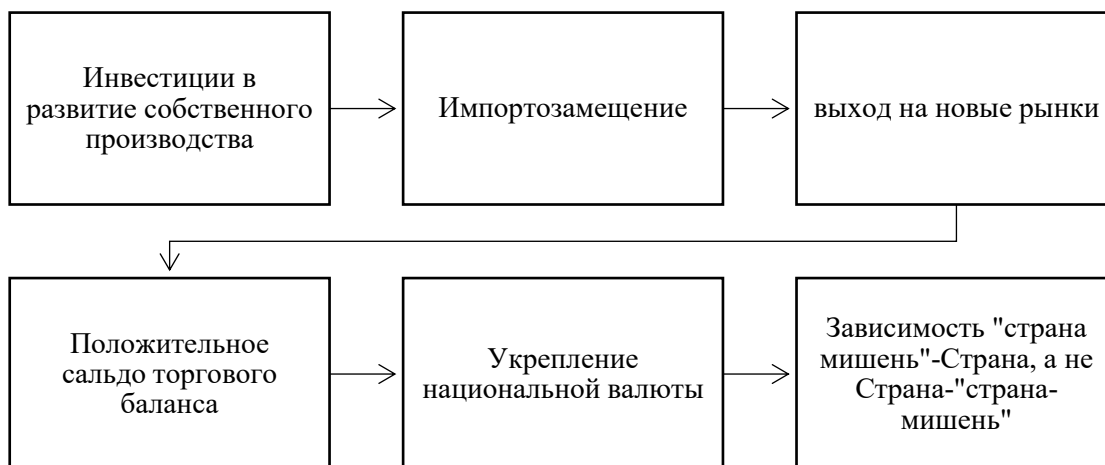 Инвестиции в
развитие собственного
производства
Импортозамещение
выход на новые рынки
Положительное
сальдо торгового
баланса
Укрепление
национальной валюты
Зависимость "страна
мишень"-Страна, а не
Страна-"страна-
мишень"